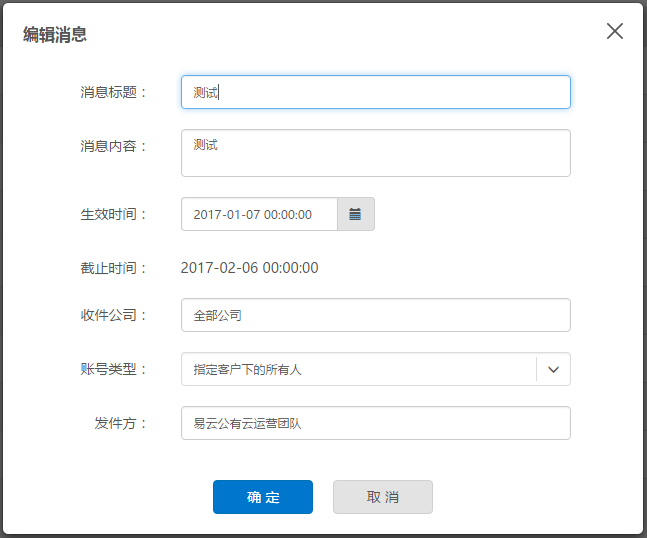 编辑消息
消息标题： 测试
消息内容： 测试
生效时间： 2017-01-07 00:00:00
截止时间： 2017-02-06 00:00:00
收件公司： 全部公司
账号类型： 指定客户下的所有人
发件方： 易云公有云运营团队
确 定 取 消